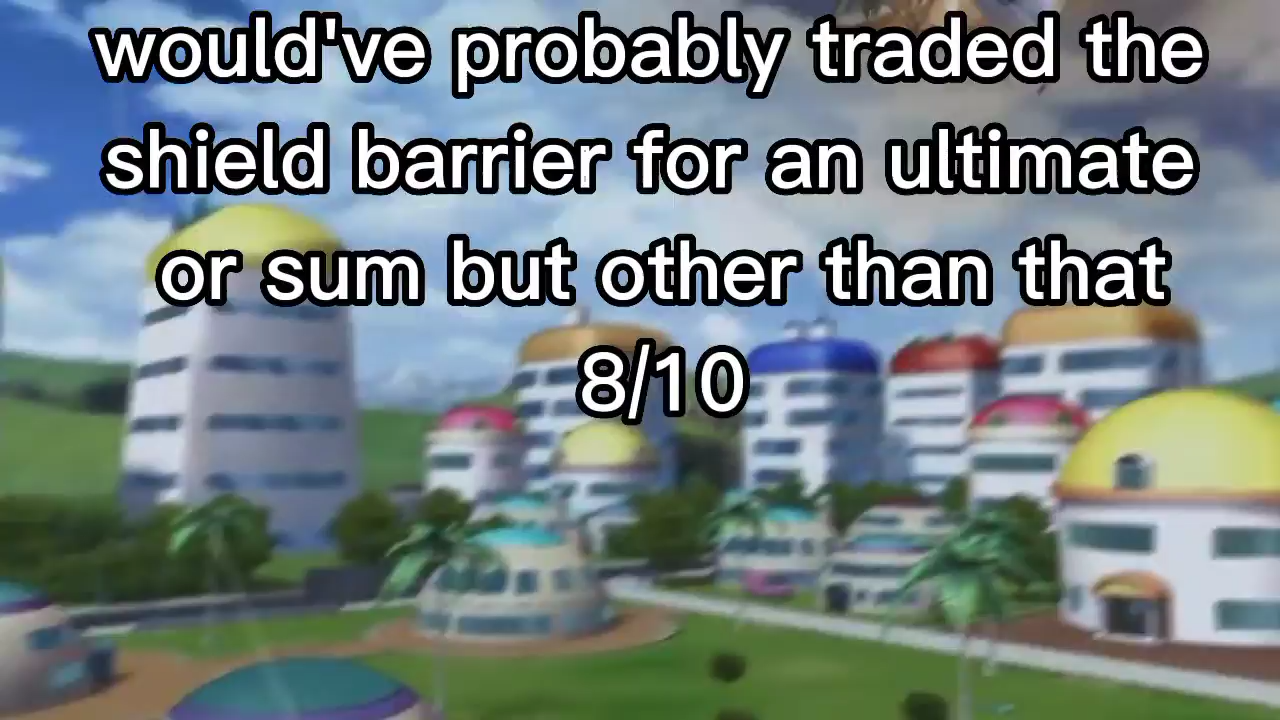 would've probably traded the
shield barrier for an ultimate
or sum but other than that
8/10